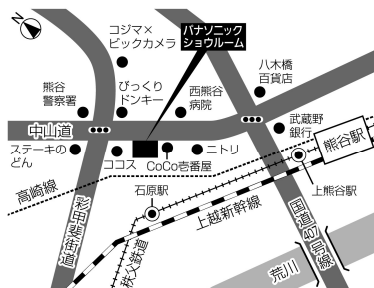 コジマ×
ビックカメラ
パナソニック
ショウルーム
八木橋
百貨店
熊谷
警察署
びっくり
ドンキー
西熊谷
病院
武蔵野
銀行
中山道
熊谷駅
ステーキの
どん
ココス
CoCo壱番屋
ニトリ
上熊谷駅
高崎線
石原駅
上越新幹線
彩甲斐街道
秩父鉄道
国道407号線
荒川
N